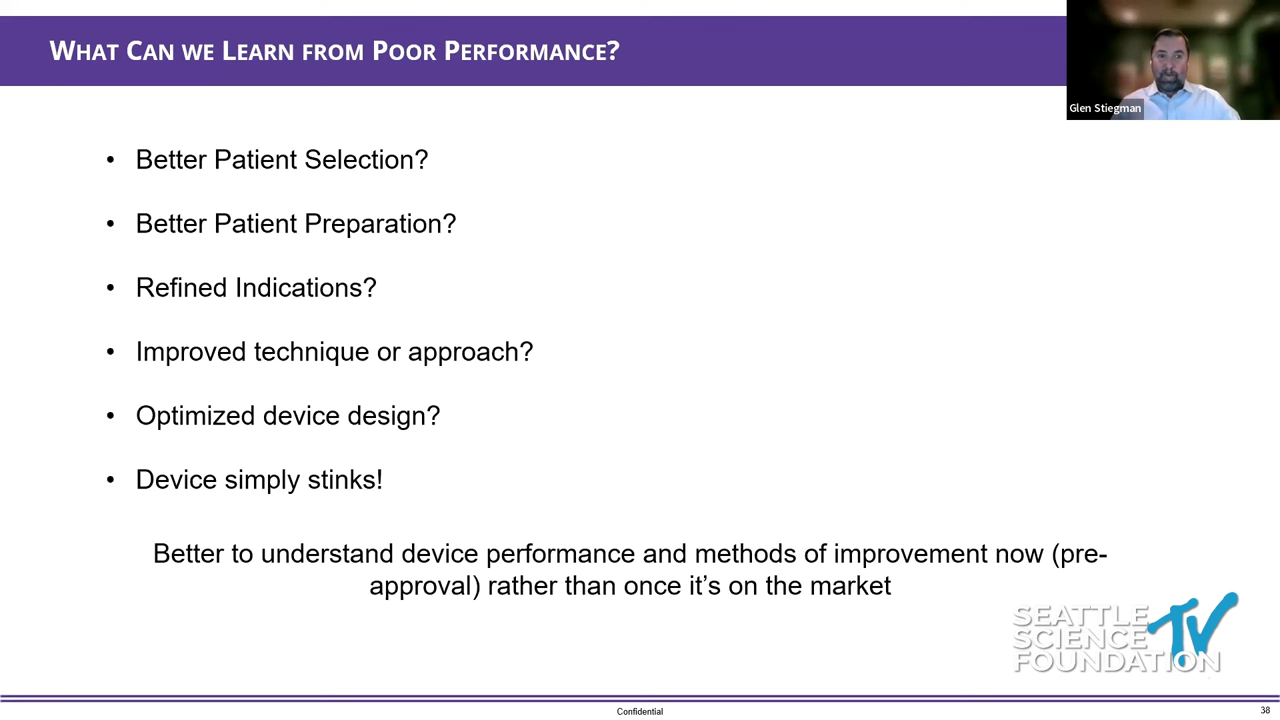 WHAT CAN WE LEARN FROM POOR PERFORMANCE?
Glen Stiegman
• Better Patient Selection?
• Better Patient Preparation?
• Refined Indications?
• Improved technique or approach?
• Optimized device design?
• Device simply stinks!
Better to understand device performance and methods of improvement now (pre-
approval) rather than once it’s on the market
SEATTLE
SCIENCE
FOUNDATION
TV
Confidential
38